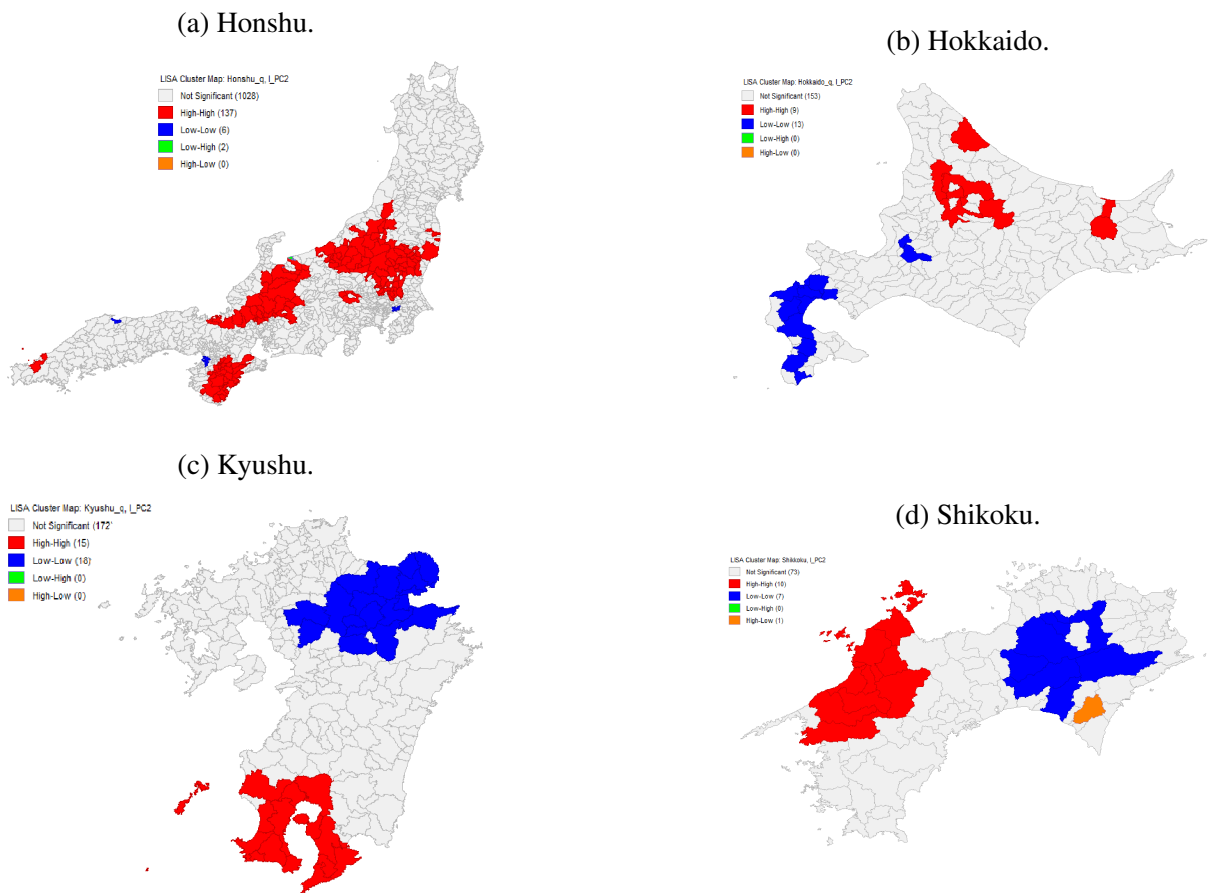 (a) Honshu.
LISA Cluster Map: Honshu_q, I_PC2
Not Significant (1028)
High-High (137)
Low-Low (6)
Low-High (2)
High-Low (0)
(b) Hokkaido.
LISA Cluster Map: Hokkaido_q, I_PC2
Not Significant (153)
High-High (9)
Low-Low (13)
Low-High (0)
High-Low (0)
(c) Kyushu.
LISA Cluster Map: Kyushu_q, I_PC2
Not Significant (172)
High-High (15)
Low-Low (18)
Low-High (0)
High-Low (0)
(d) Shikoku.
LISA Cluster Map: Shikkoku, I_PC2
Not Significant (73)
High-High (10)
Low-Low (7)
Low-High (0)
High-Low (1)